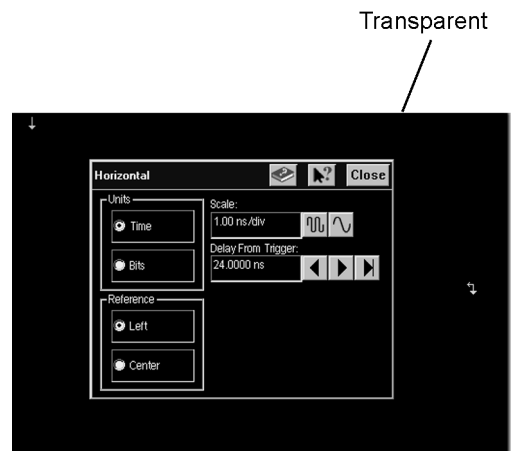 Transparent
Horizontal
Close
Units
Time
Bits
Scale:
1.00 ns/div
Delay From Trigger:
24.0000 ns
Reference
Left
Center